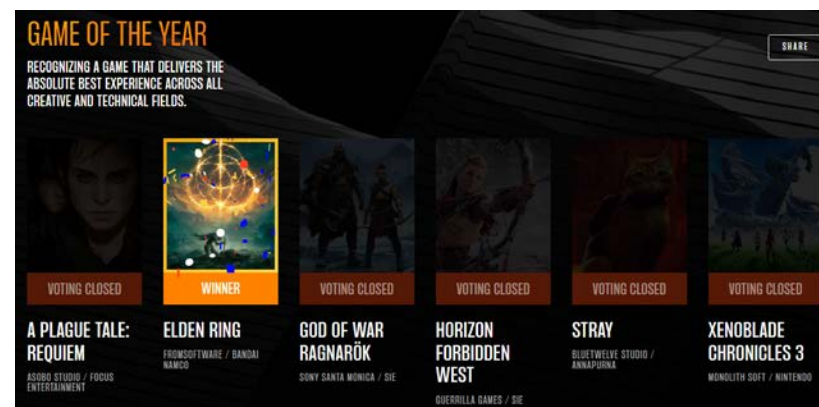 GAME OF THE YEAR
SHARE
RECOGNIZING A GAME THAT DELIVERS THE
ABSOLUTE BEST EXPERIENCE ACROSS ALL
CREATIVE AND TECHNICAL FIELDS.
VOTING CLOSED
WINNER
VOTING CLOSED
VOTING CLOSED
VOTING CLOSED
VOTING CLOSED
A PLAGUE TALE:
REQUIEM
ASOBO STUDIO / FOCUS
ENTERTAINMENT
ELDEN RING
FROMSOFTWARE / BANDAI
NAMCO
GOD OF WAR
RAGNARÖK
SONY SANTA MONICA / SIE
HORIZON
FORBIDDEN
WEST
GUERRILLA GAMES / SIE
STRAY
BLUETWELVE STUDIO /
ANNAPURNA
XENOBLADE
CHRONICLES 3
MONOLITH SOFT / NINTENDO